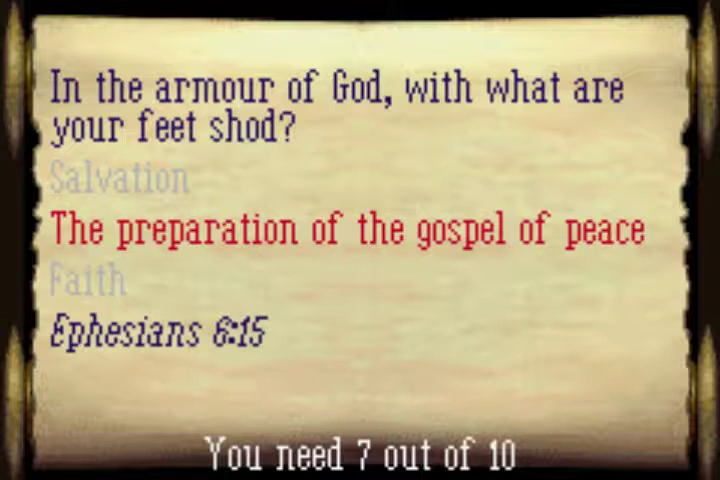 In the armour of God, with what are
your feet shod?
Salvation
The preparation of the gospel of peace
Faith
Ephesians 6:15
You need 7 out of 10